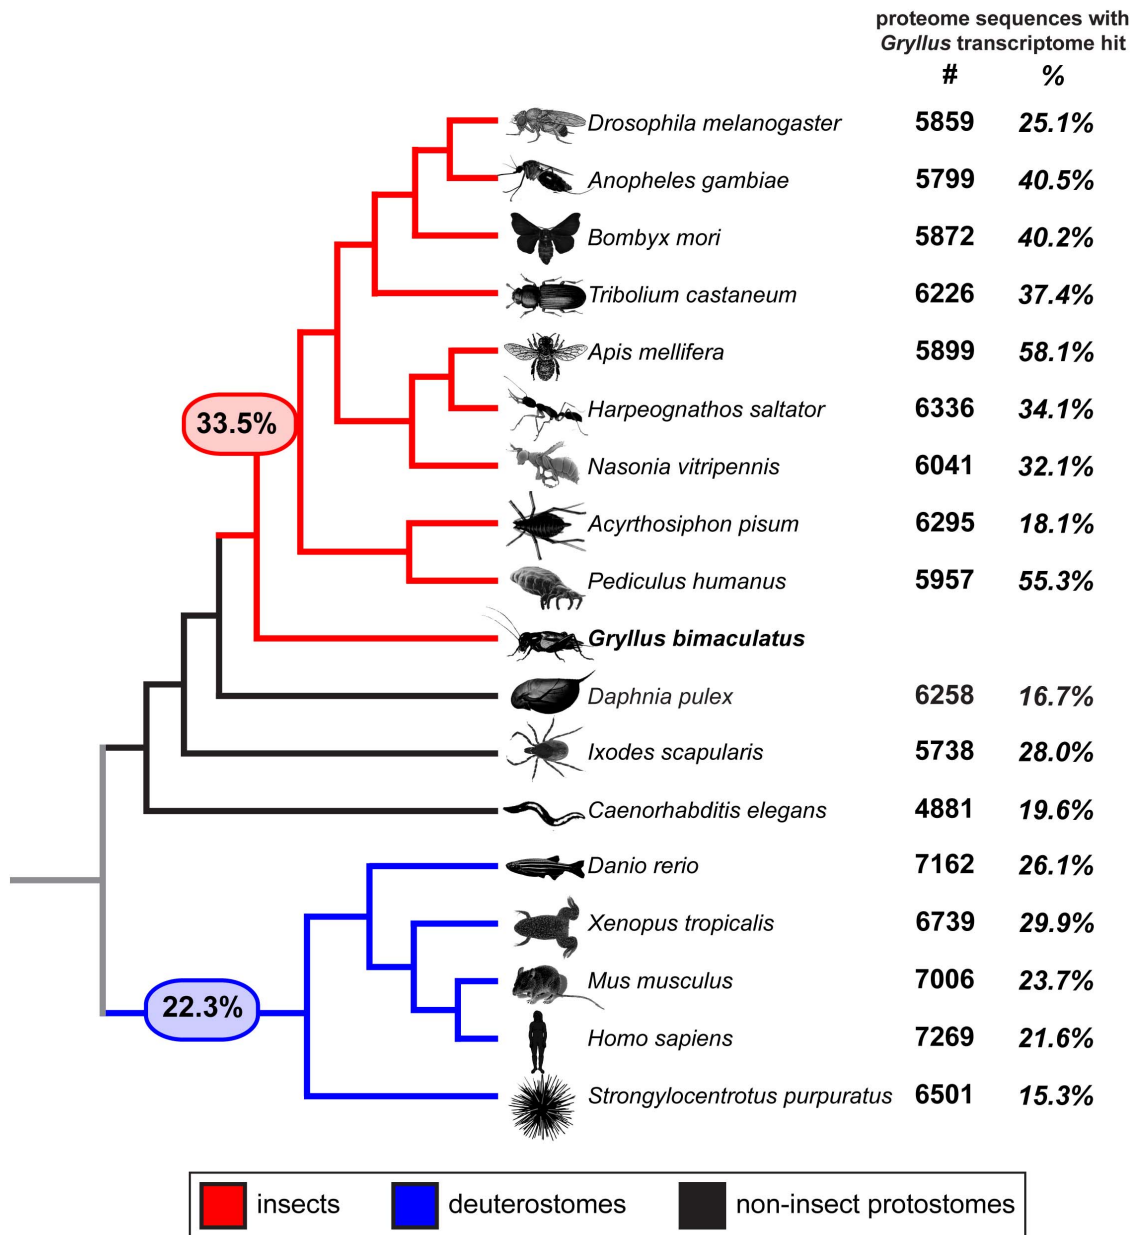 proteome sequences with
Gryllus transcriptome hit
# %
Drosophila melanogaster 5859 25.1%
Anopheles gambiae 5799 40.5%
Bombyx mori 5872 40.2%
Tribolium castaneum 6226 37.4%
Apis mellifera 5899 58.1%
Harpeognathos saltator 6336 34.1%
33.5%
Nasonia vitripennis 6041 32.1%
Acyrthosiphon pisum 6295 18.1%
Pediculus humanus 5957 55.3%
Gryllus bimaculatus
Daphnia pulex 6258 16.7%
Ixodes scapularis 5738 28.0%
Caenorhabditis elegans 4881 19.6%
Danio rerio 7162 26.1%
Xenopus tropicalis 6739 29.9%
Mus musculus 7006 23.7%
22.3%
Homo sapiens 7269 21.6%
Strongylocentrotus purpuratus 6501 15.3%
insects deuterostomes non-insect protostomes